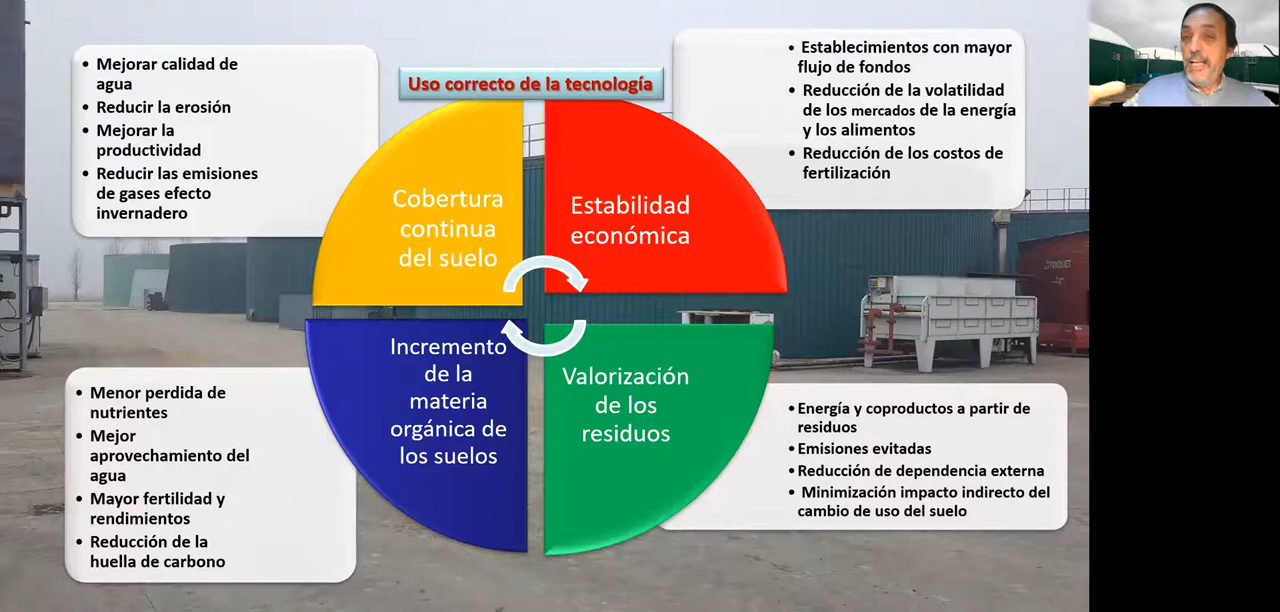 Uso correcto de la tecnología
• Mejorar calidad de
agua
• Reducir la erosión
• Mejorar la
productividad
• Reducir las emisiones
de gases efecto
invernadero
Cobertura
continua
del suelo
Estabilidad
económica
• Establecimientos con mayor
flujo de fondos
• Reducción de la volatilidad
de los mercados de la energía
y los alimentos
• Reducción de los costos de
fertilización
• Menor perdida de
nutrientes
• Mejor
aprovechamiento del
agua
• Mayor fertilidad y
rendimientos
• Reducción de la
huella de carbono
Incremento
de la
materia
orgánica de
los suelos
Valorización
de los
residuos
• Energía y coproductos a partir de
residuos
• Emisiones evitadas
• Reducción de dependencia externa
• Minimización impacto indirecto del
cambio de uso del suelo